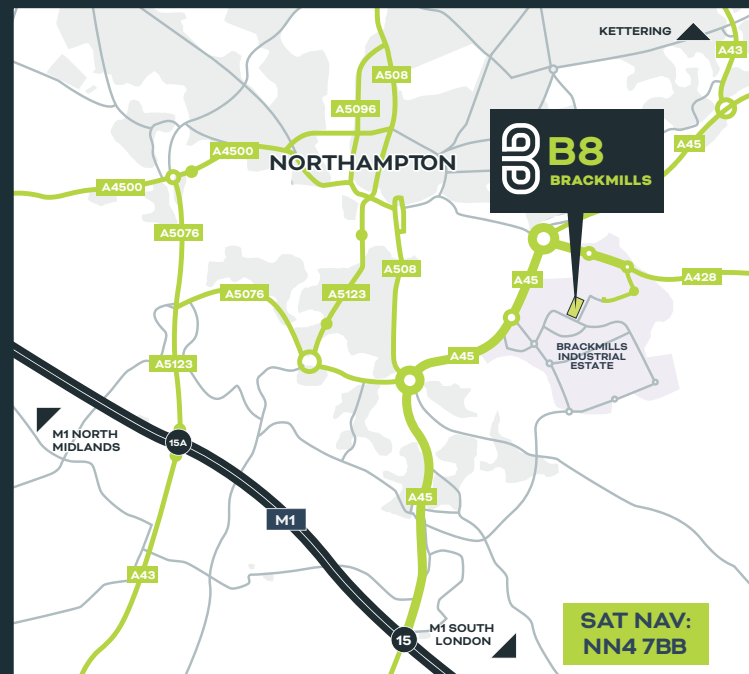 KETTERING
A43
A508
A5096
A45
A4500
NORTHAMPTON
B8
BRACKMILLS
A4500
A5076
A508
A45
A428
A5076
A5123
BRACKMILLS
INDUSTRIAL
ESTATE
A45
A5123
M1 NORTH
MIDLANDS
15A
A45
M1
A43
15
M1 SOUTH
LONDON
SAT NAV:
NN4 7BB